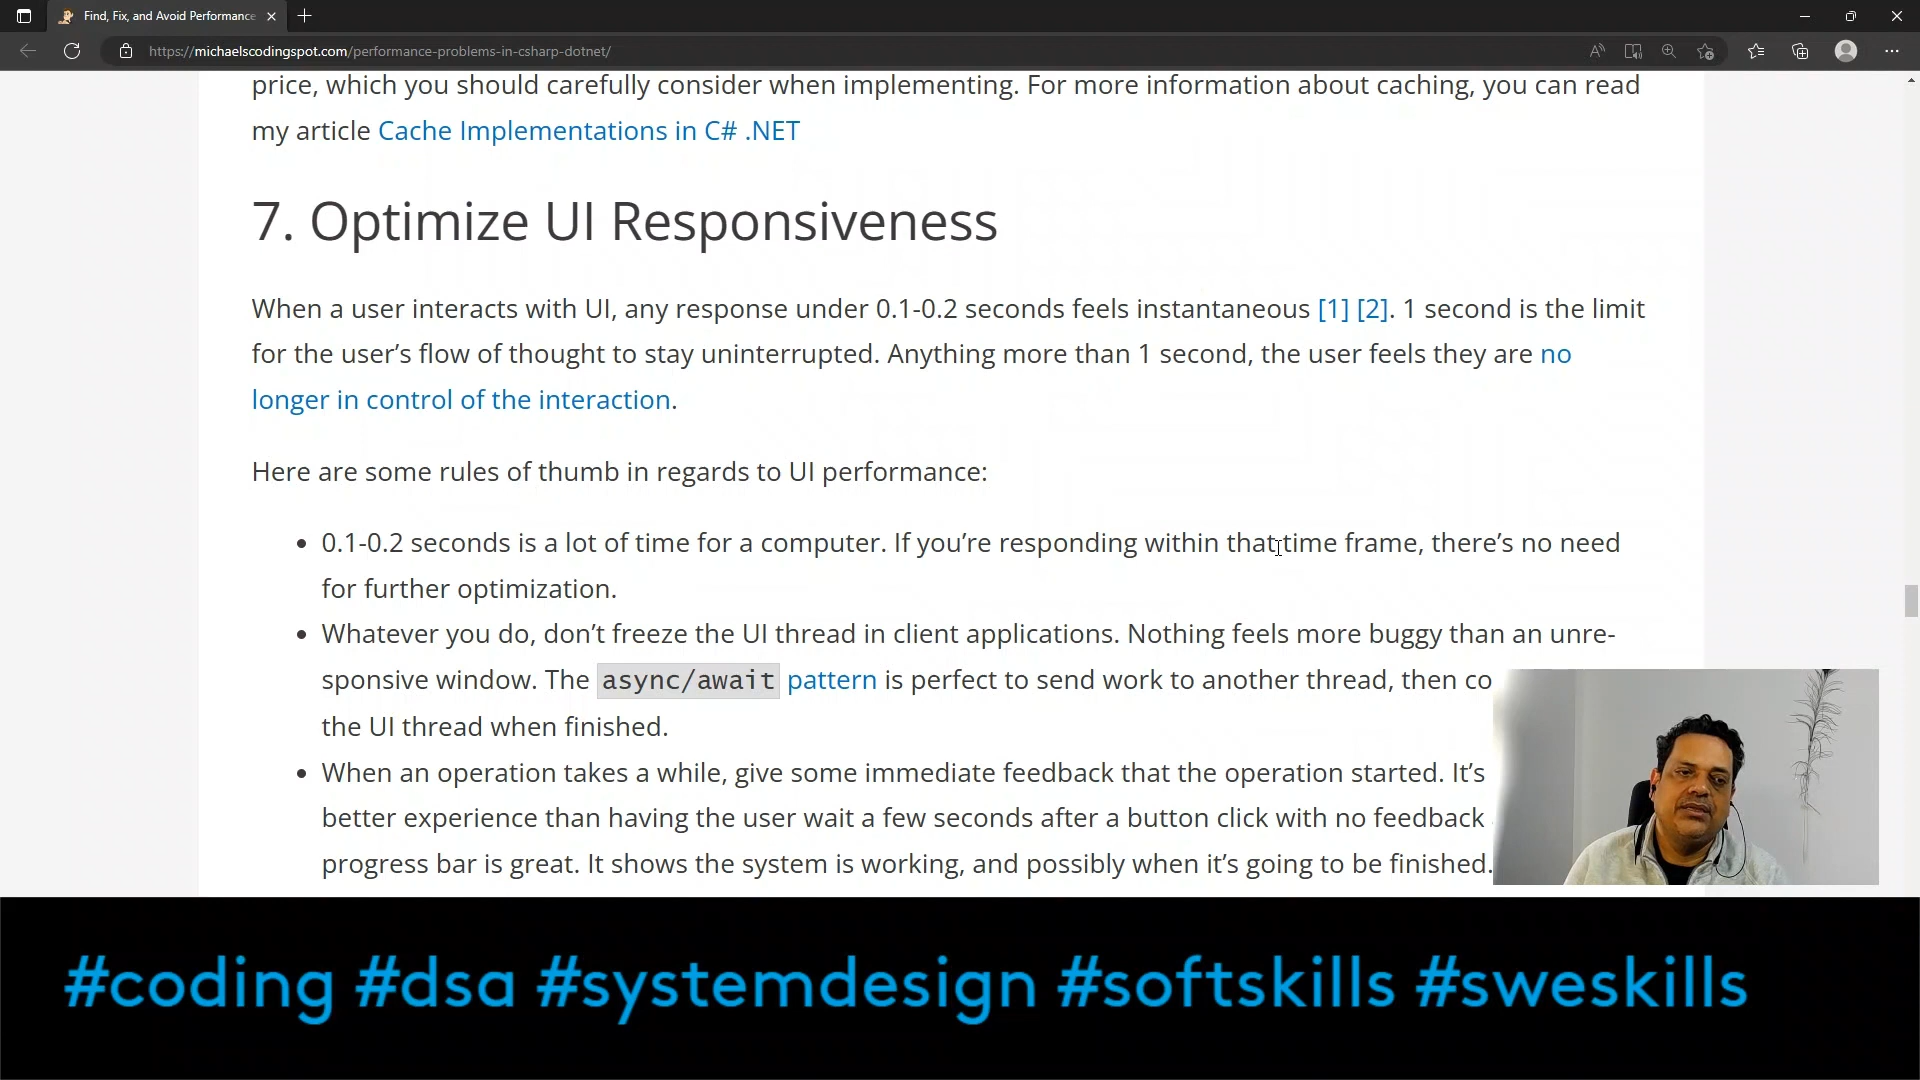 Find, Fix, and Avoid Performance
https://michaelscodingspot.com/performance-problems-in-csharp-dotnet/
price, which you should carefully consider when implementing. For more information about caching, you can read
my article Cache Implementations in C# .NET
7. Optimize UI Responsiveness
When a user interacts with UI, any response under 0.1-0.2 seconds feels instantaneous [1] [2]. 1 second is the limit
for the user’s flow of thought to stay uninterrupted. Anything more than 1 second, the user feels they are no
longer in control of the interaction.
Here are some rules of thumb in regards to UI performance:
• 0.1-0.2 seconds is a lot of time for a computer. If you’re responding within that time frame, there’s no need
for further optimization.
• Whatever you do, don’t freeze the UI thread in client applications. Nothing feels more buggy than an unre-
sponsive window. The async/await pattern is perfect to send work to another thread, then co
the UI thread when finished.
• When an operation takes a while, give some immediate feedback that the operation started. It’s
better experience than having the user wait a few seconds after a button click with no feedback
progress bar is great. It shows the system is working, and possibly when it’s going to be finished.
#coding #dsa #systemdesign #softskills #sweskills